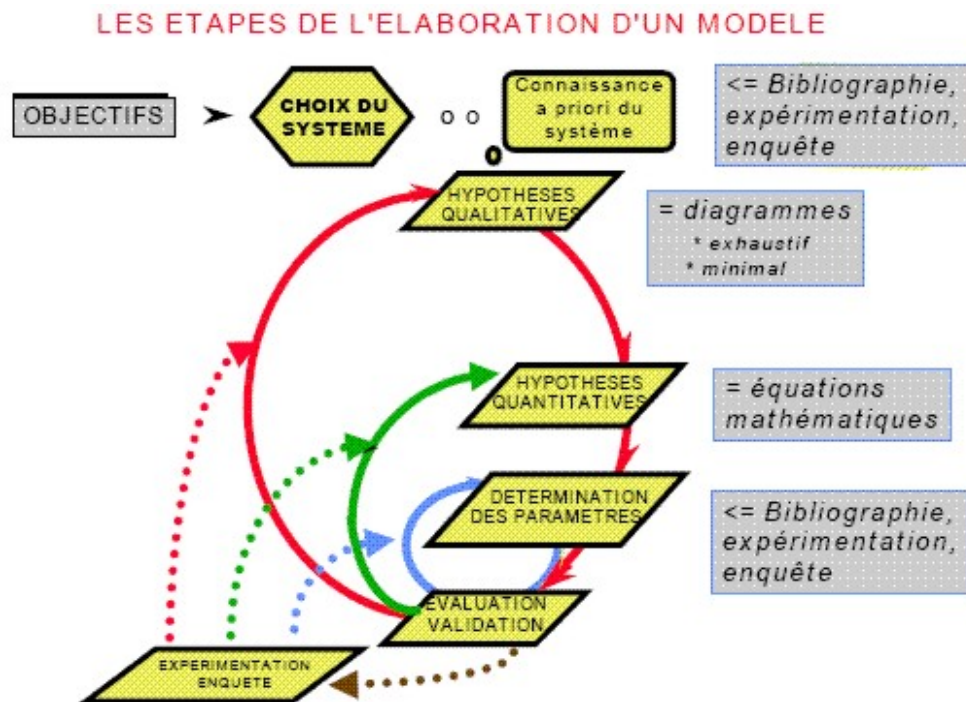 LES ETAPES DE L'ELABORATION D'UN MODELE
OBJECTIFS
CHOIX DU
SYSTEME
Connaissance
a priori du
système
<= Bibliographie,
expérimentation,
enquête
HYPOTHESES
QUALITATIVES
= diagrammes
* exhaustif
* minimal
HYPOTHESES
QUANTITATIVES
= équations
mathématiques
DETERMINATION
DES PARAMETRES
<= Bibliographie,
expérimentation,
enquête
EVALUATION
VALIDATION
EXPERIMENTATION
ENQUETE